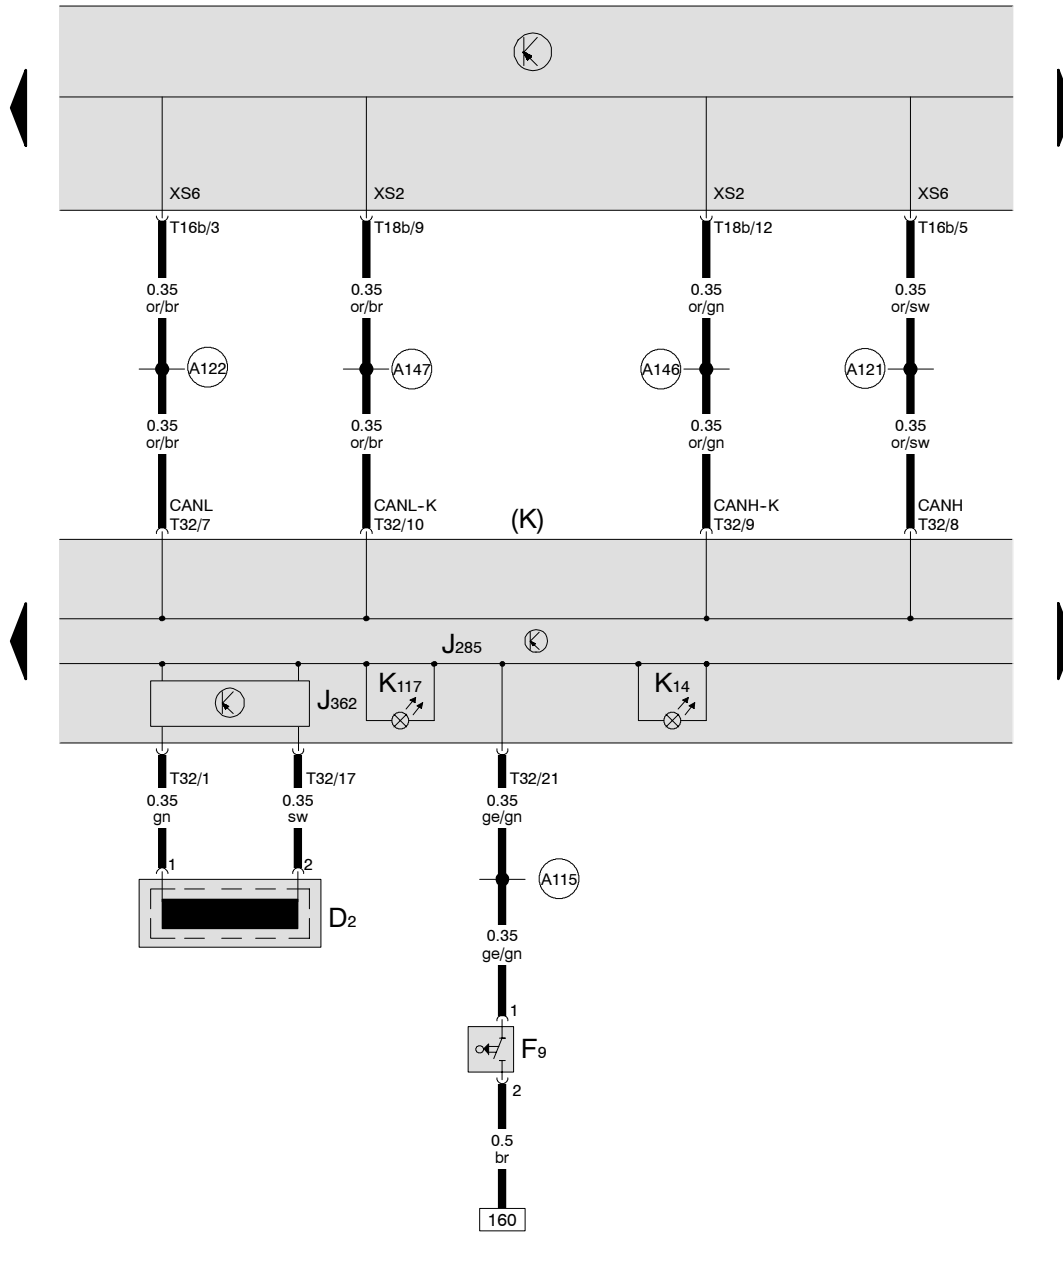 XS6 XS2 XS2 XS6
T16b/3 T18b/9 T18b/12 T16b/5
0.35 0.35 0.35 0.35
or/br or/br or/gn or/sw
A122 A147 A146 A121
0.35 0.35 0.35 0.35
or/br or/br or/gn or/sw
CANL CANL-K CANH-K CANH
(K)
T32/7 T32/10 T32/9 T32/8
J285
K117 K14
J362
T32/1 T32/17 T32/21
0.35 0.35 0.35
gn sw ge/gn
1 2
A115
D2
0.35
ge/gn
1
F9
2
0.5
br
160